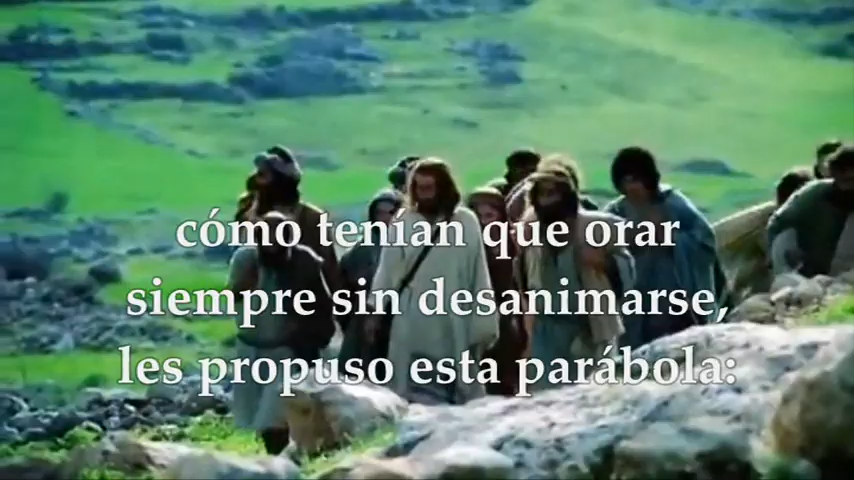 cómo tenían que orar
siempre sin desanimarse,
les propuso esta parábola: